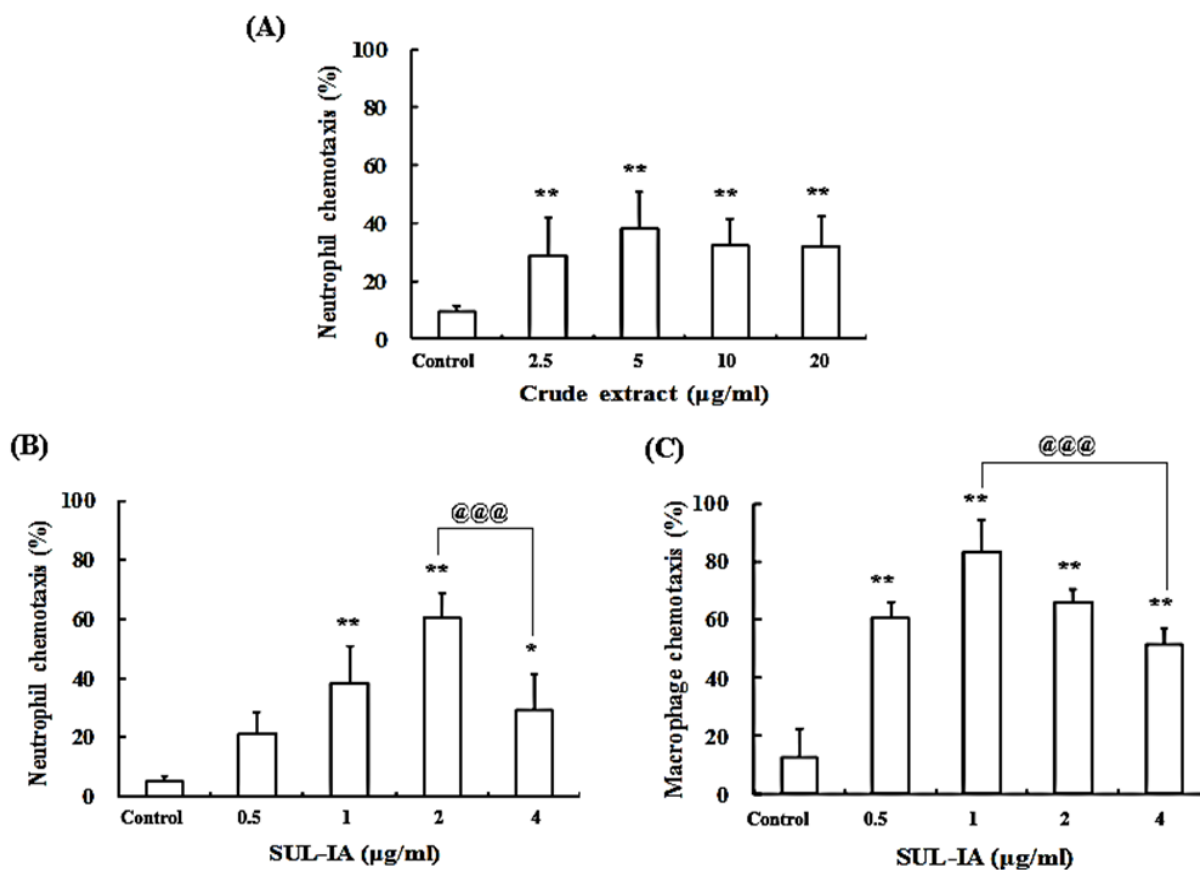 (A)
Neutrophil chemotaxis (%)
100
80
60
40
20
0
**
**
**
**
Control 2.5 5 10 20
Crude extract (µg/ml)
(B)
Neutrophil chemotaxis (%)
100
80
60
40
20
0
@@@
**
**
*
Control 0.5 1 2 4
SUL-IA (µg/ml)
(C)
Macrophage chemotaxis (%)
100
80
60
40
20
0
@@@
**
**
**
**
Control 0.5 1 2 4
SUL-IA (µg/ml)